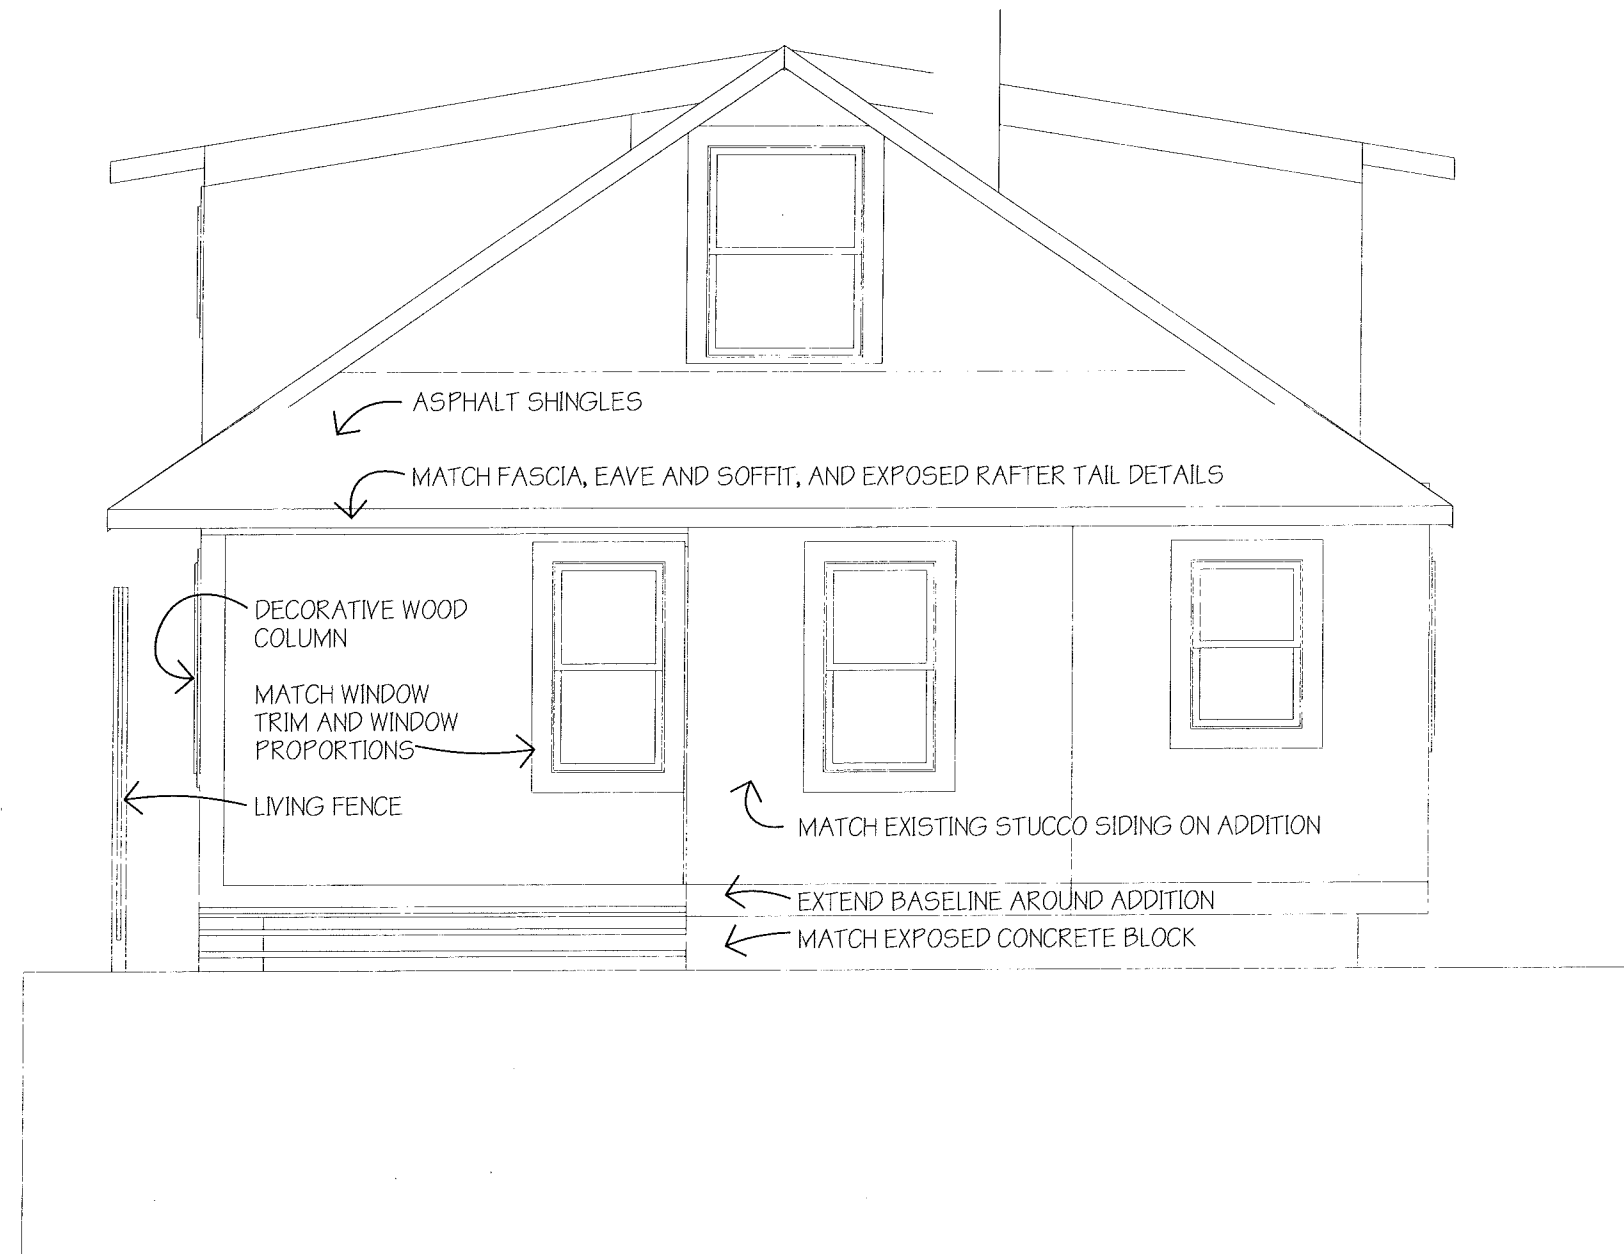 ASPHALT SHINGLES
MATCH FASCIA, EAVE AND SOFFIT, AND EXPOSED RAFTER TAIL DETAILS
DECORATIVE WOOD
COLUMN
MATCH WINDOW
TRIM AND WINDOW
PROPORTIONS
LIVING FENCE
MATCH EXISTING STUCCO SIDING ON ADDITION
EXTEND BASELINE AROUND ADDITION
MATCH EXPOSED CONCRETE BLOCK